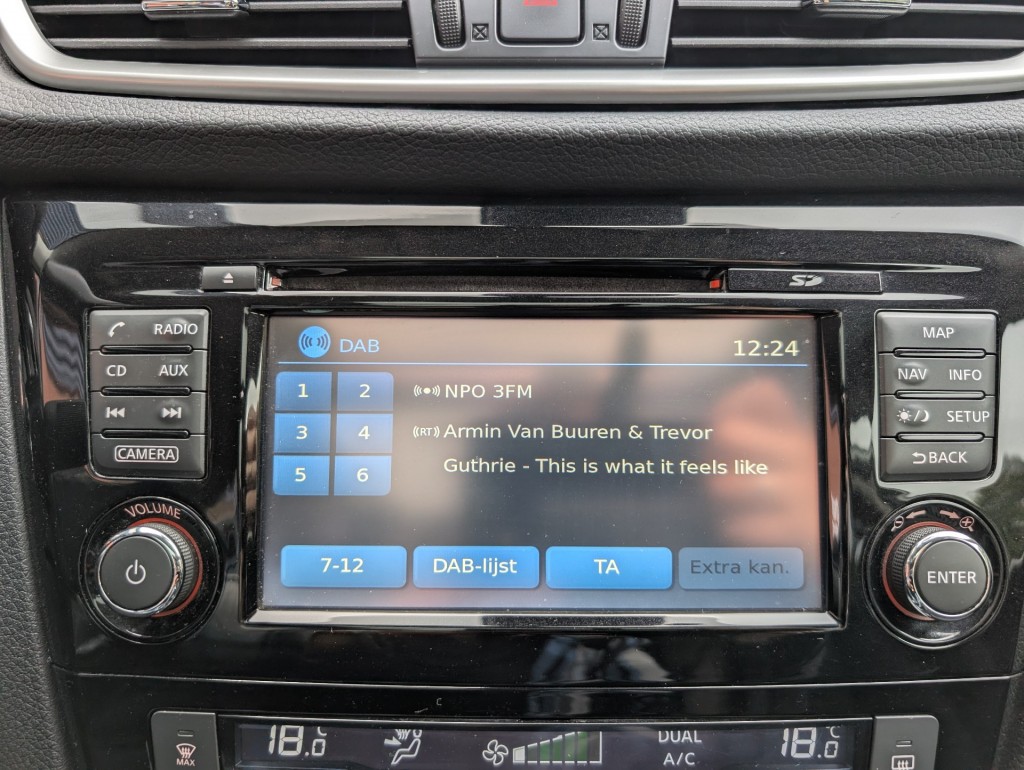 SD
RADIO
CD AUX
CAMERA
VOLUME
DAB 12:24
1 2
3 4
5 6
NPO 3FM
(RT) Armin Van Buuren & Trevor
Guthrie - This is what it feels like
7-12 DAB-lijst TA Extra kan.
MAP
NAV INFO
SETUP
BACK
ENTER
MAX
18.0°C
DUAL
A/C
18.0°C